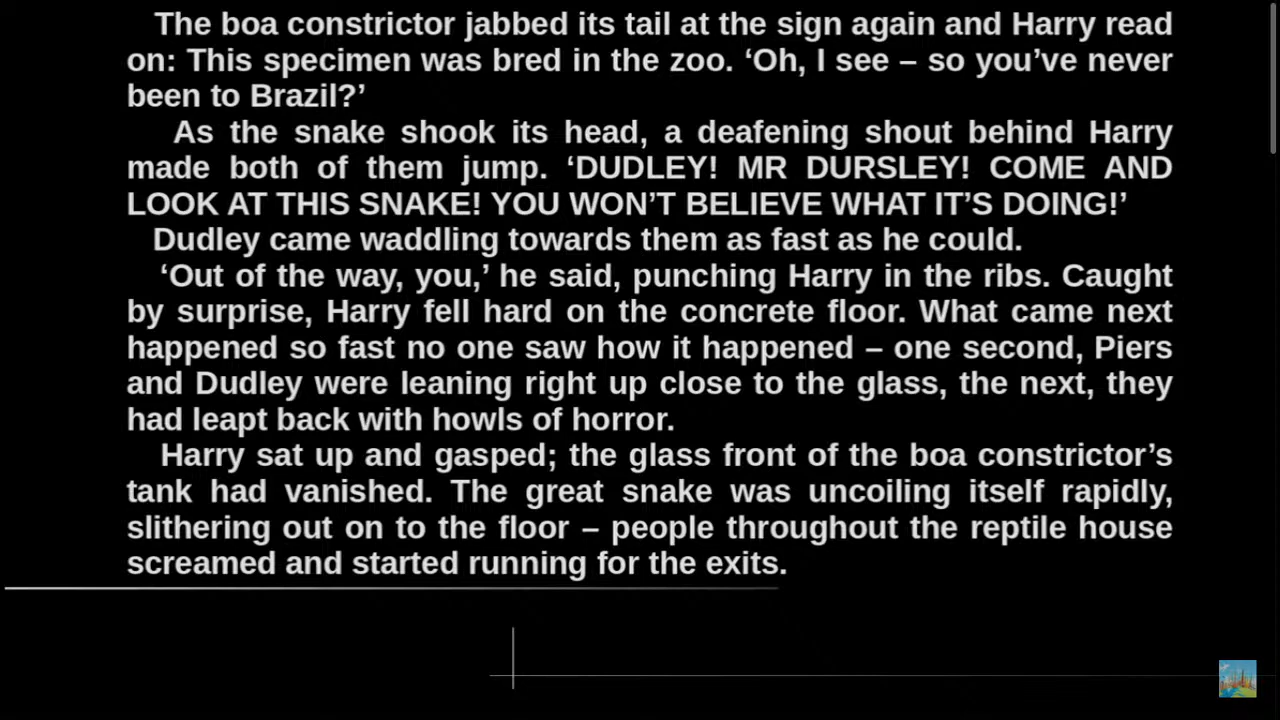 The boa constrictor jabbed its tail at the sign again and Harry read
on: This specimen was bred in the zoo. ‘Oh, I see – so you’ve never
been to Brazil?’
As the snake shook its head, a deafening shout behind Harry
made both of them jump. ‘DUDLEY! MR DURSLEY! COME AND
LOOK AT THIS SNAKE! YOU WON’T BELIEVE WHAT IT’S DOING!’
Dudley came waddling towards them as fast as he could.
‘Out of the way, you,’ he said, punching Harry in the ribs. Caught
by surprise, Harry fell hard on the concrete floor. What came next
happened so fast no one saw how it happened – one second, Piers
and Dudley were leaning right up close to the glass, the next, they
had leapt back with howls of horror.
Harry sat up and gasped; the glass front of the boa constrictor’s
tank had vanished. The great snake was uncoiling itself rapidly,
slithering out on to the floor – people throughout the reptile house
screamed and started running for the exits.